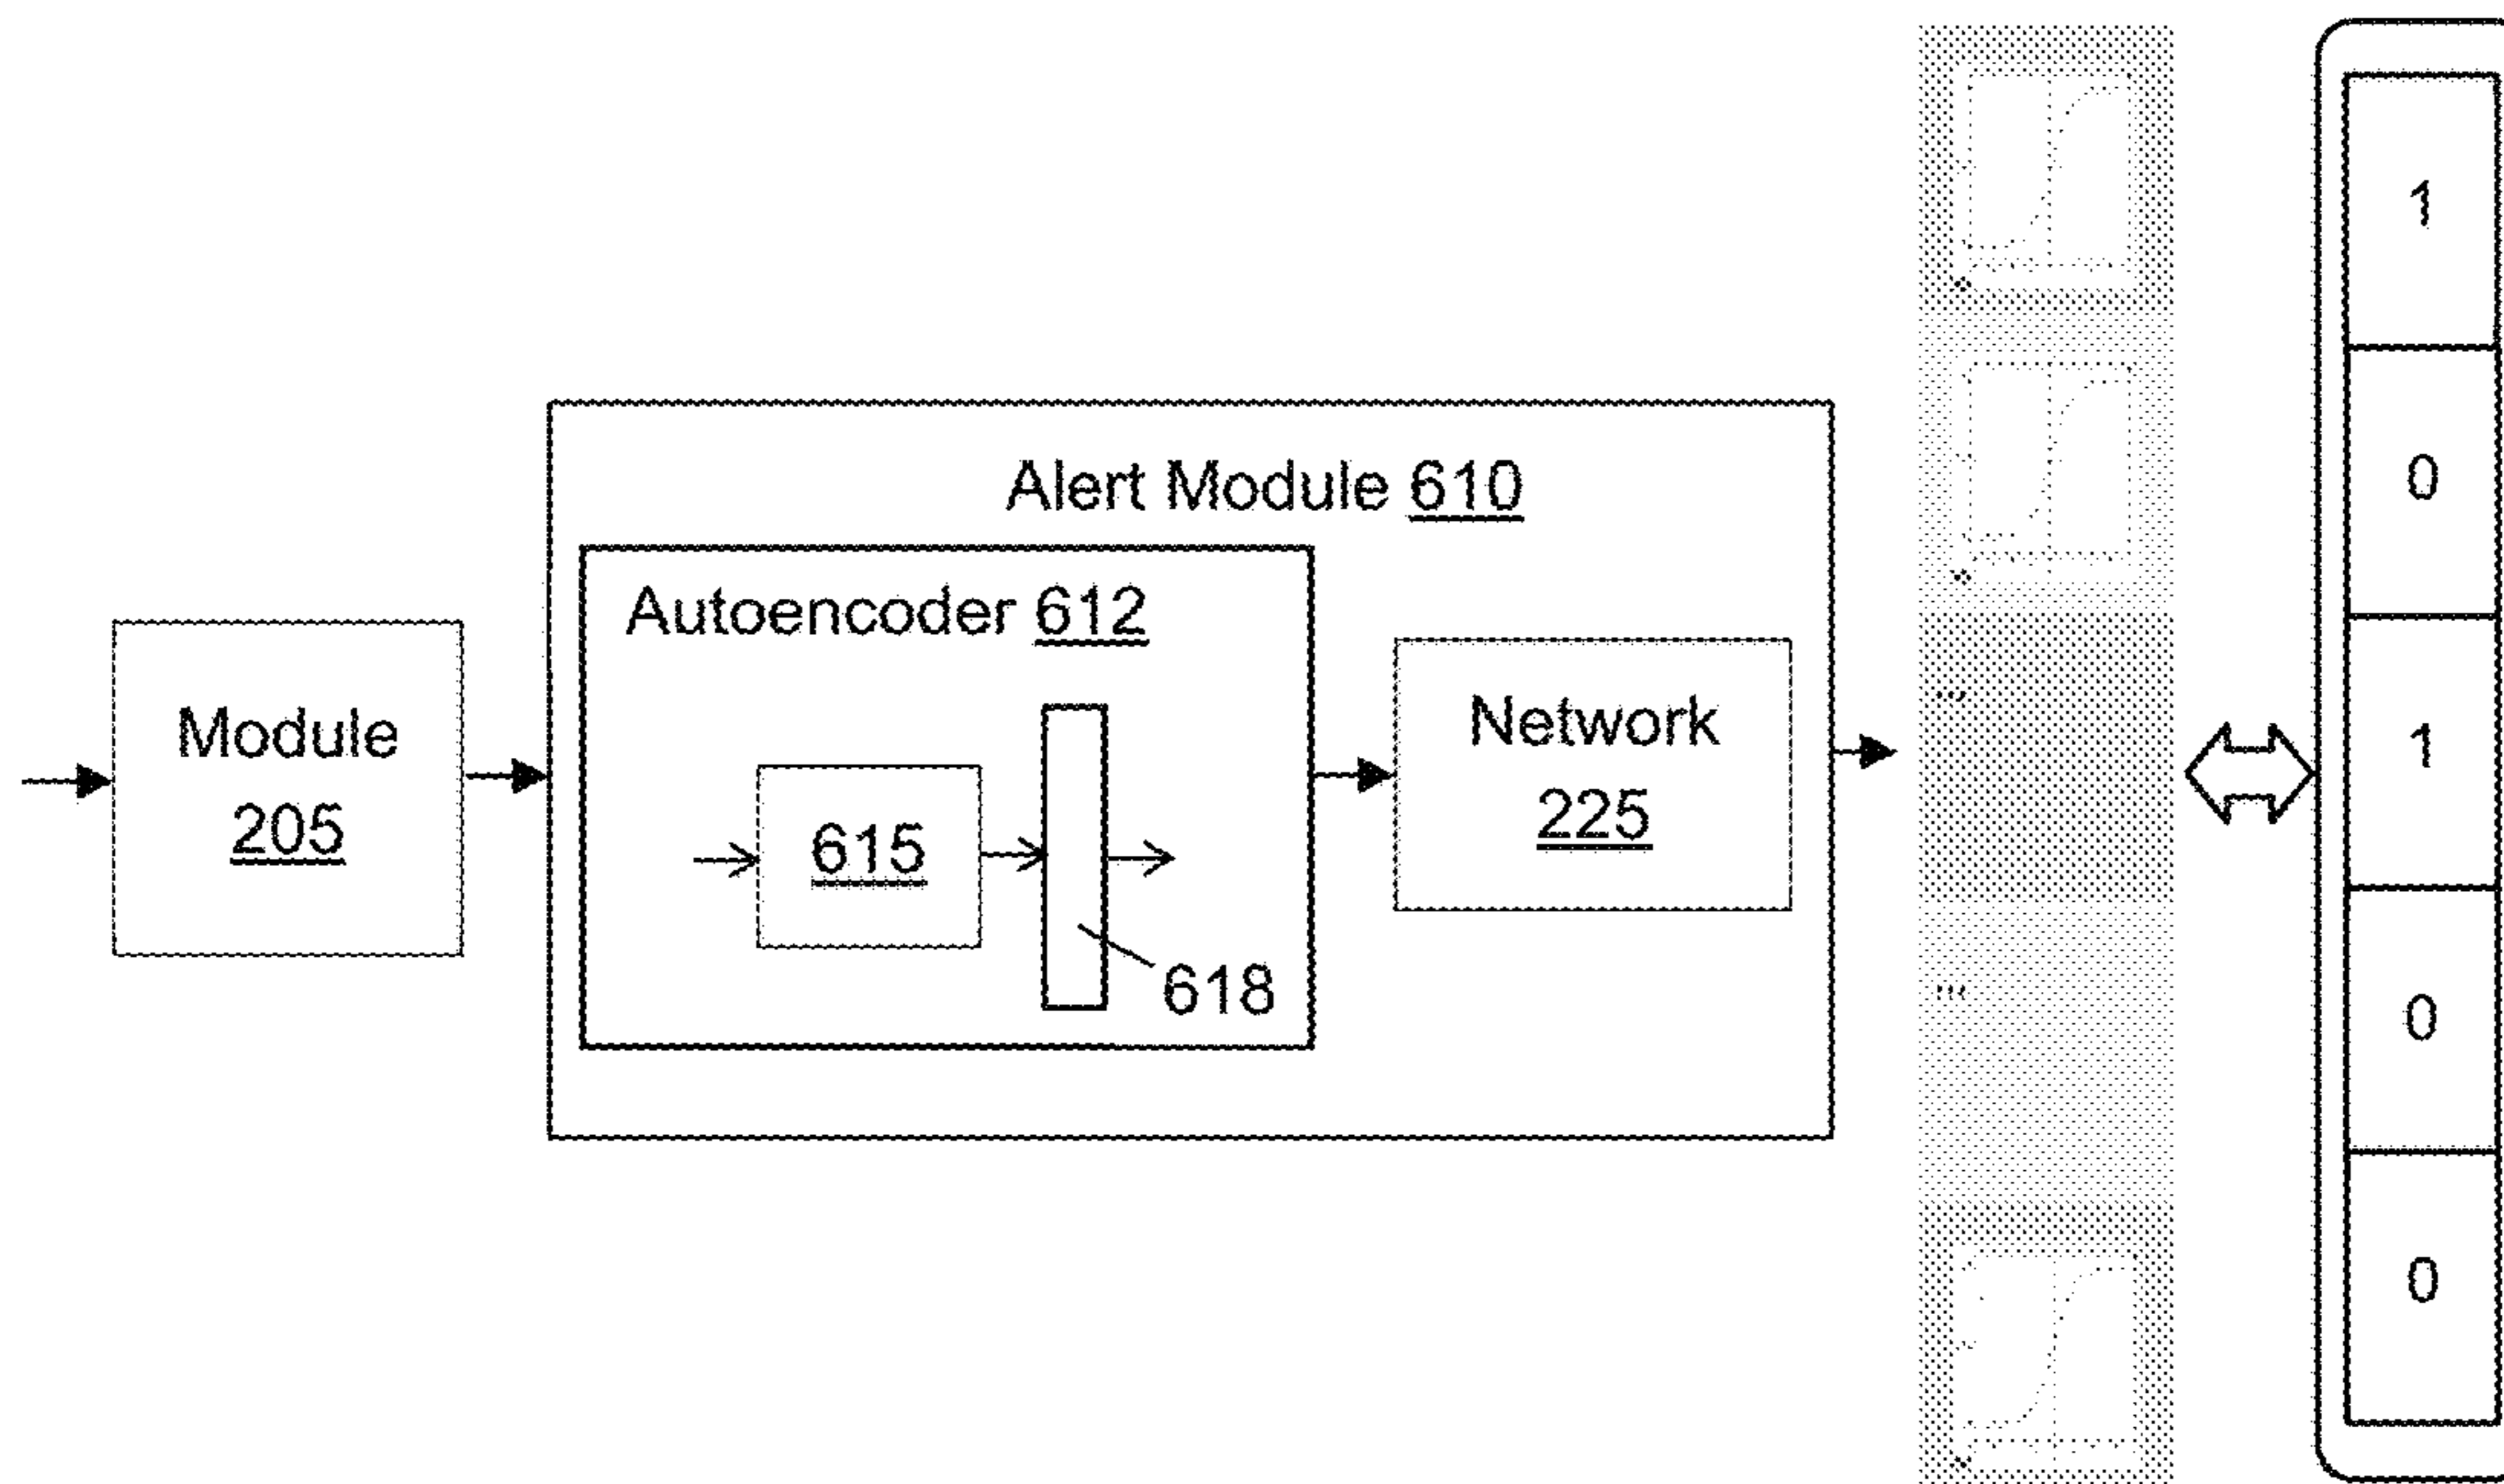 Alert Module 610
Autoencoder 612
Module
205
615
618
Network
225
...
...
1
0
1
0
0